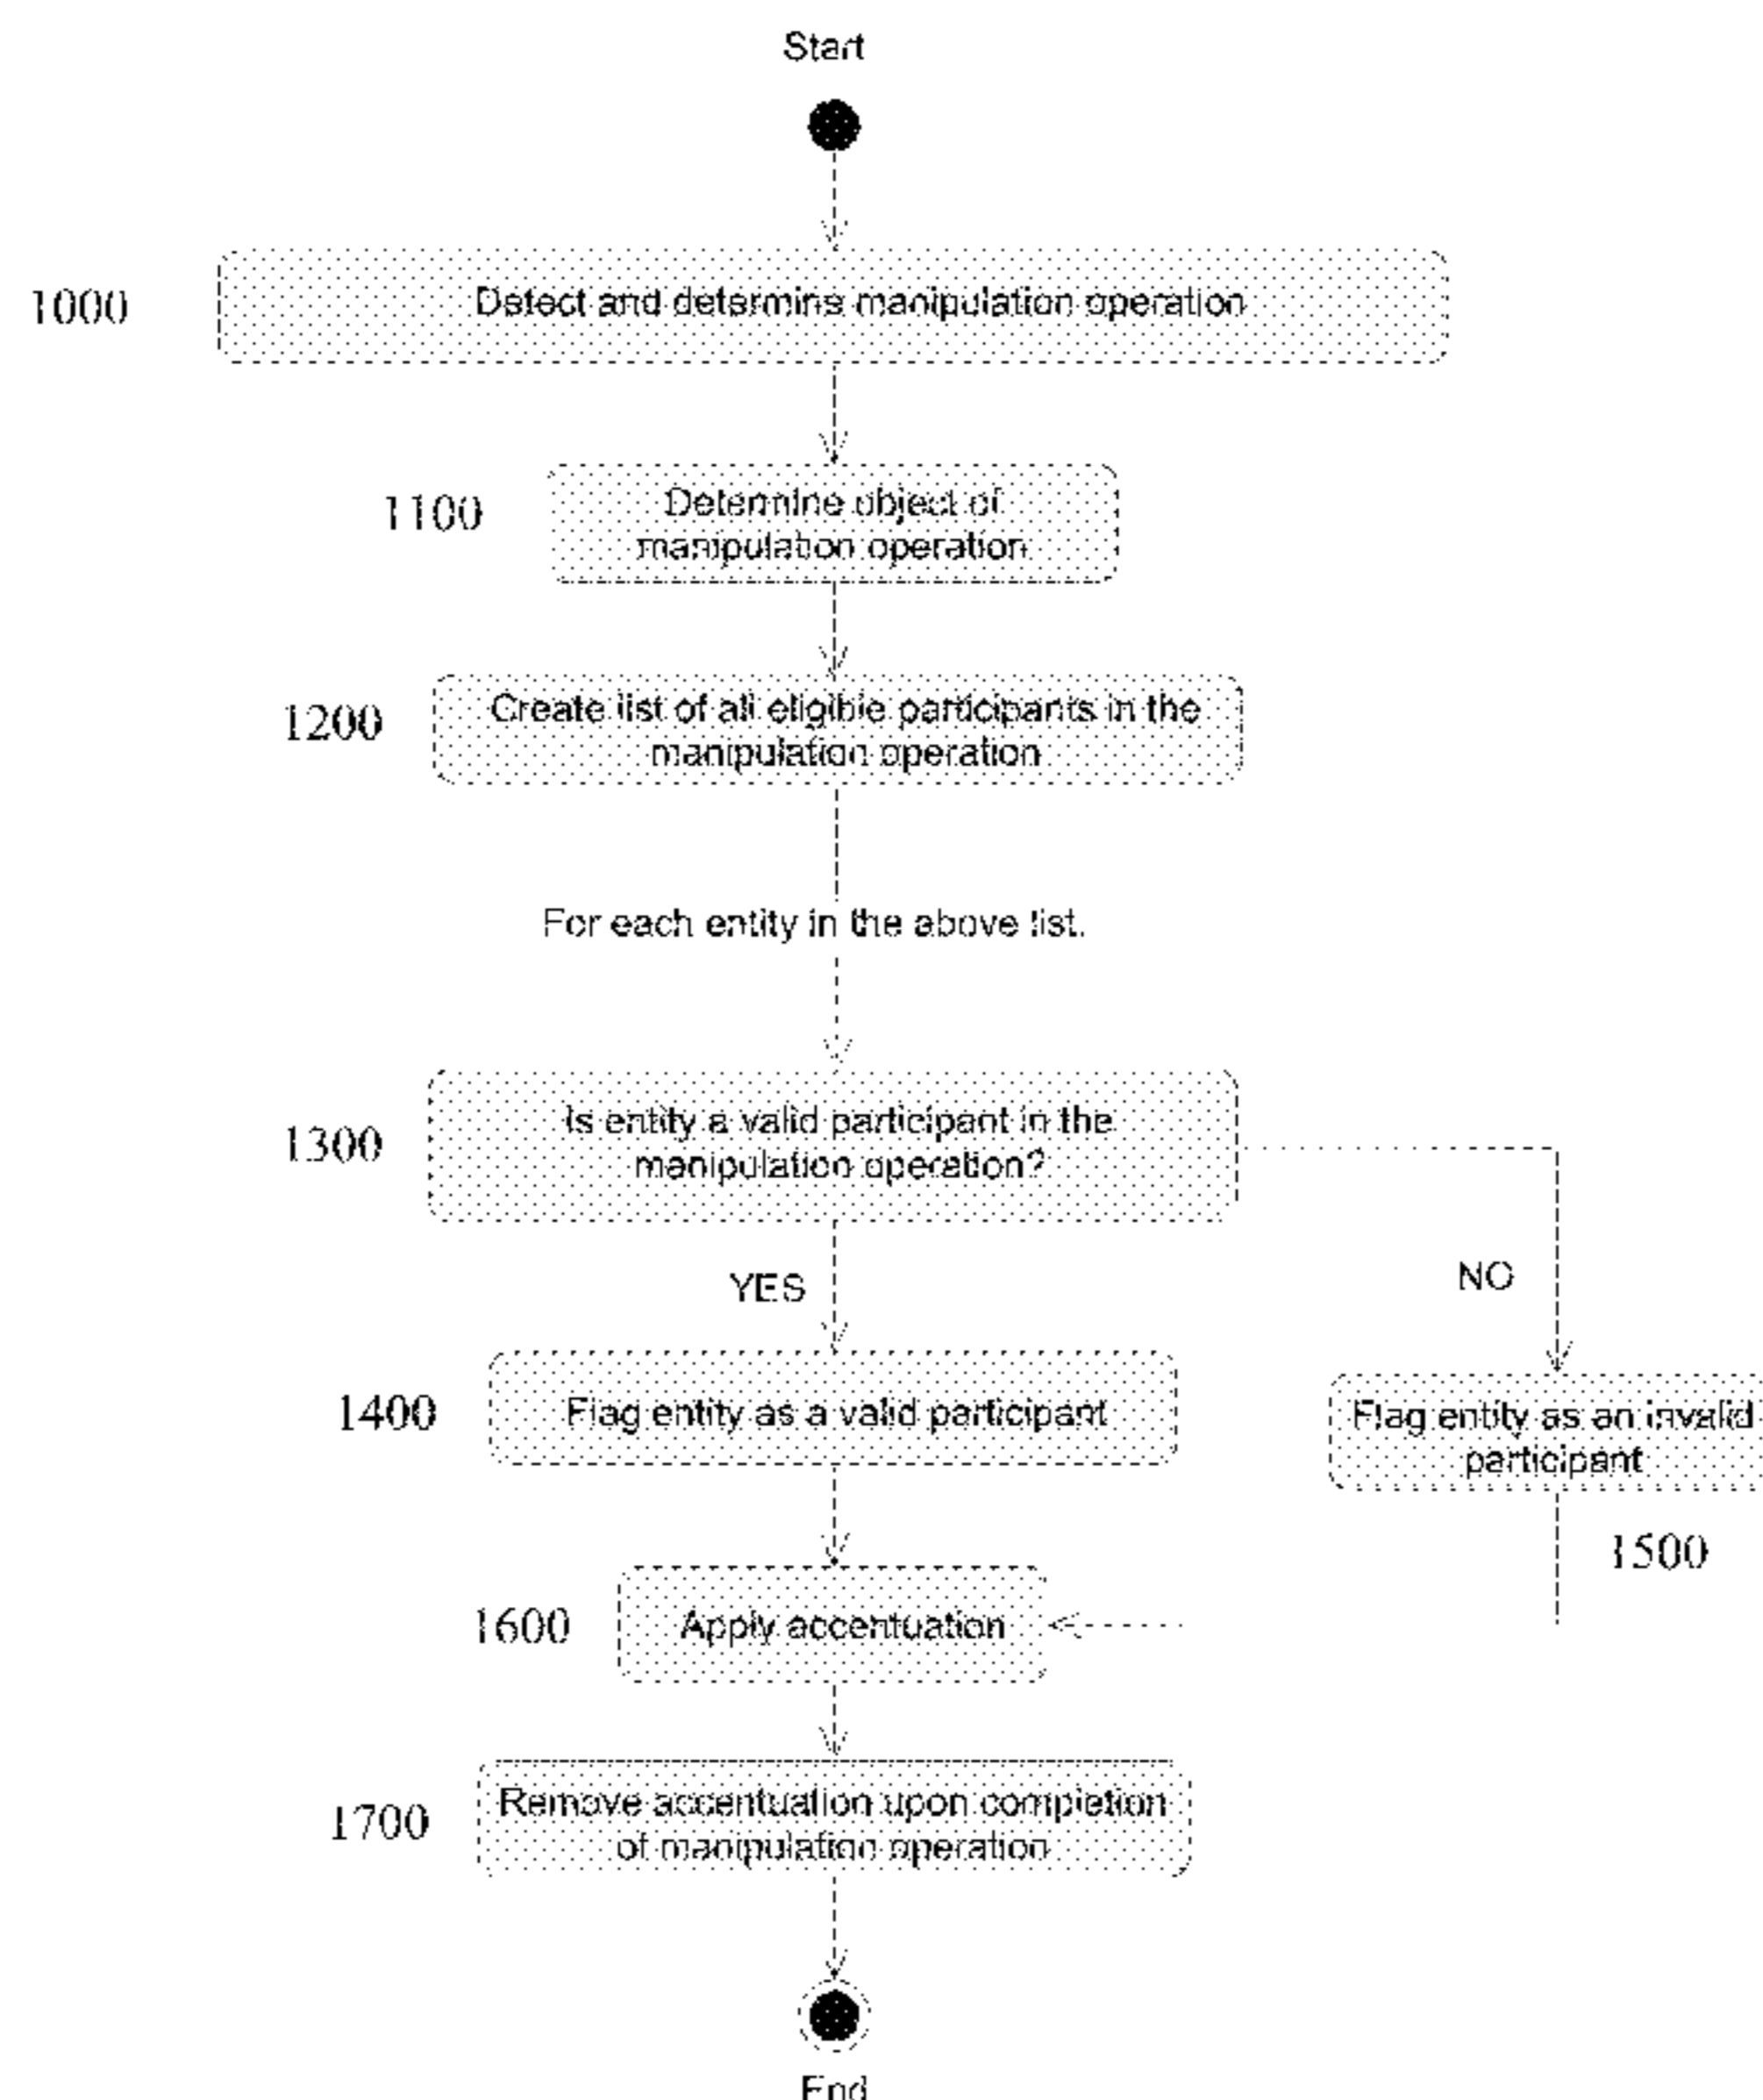 Start
1000
Detect and determine manipulation operation
1100
Determine object of
manipulation operation
1200
Create list of all eligible participants in the
manipulation operation
For each entity in the above list.
1300
Is entity a valid participant in the
manipulation operation?
YES
NO
1400
Flag entity as a valid participant
Flag entity as an invalid
participant
1500
1600
Apply accentuation
1700
Remove accentuation upon completion
of manipulation operation
End